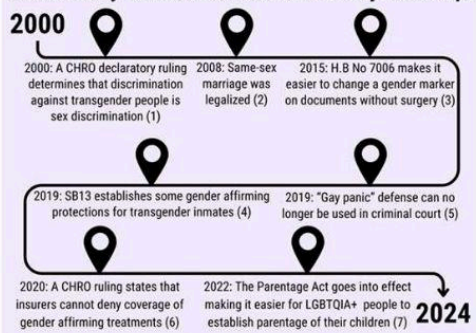 2000
2000: A CHRO declaratory ruling
determines that discrimination
against transgender people is
sex discrimination (1)
2008: Same-sex
marriage was
legalized (2)
2015: H.B No 7006 makes it
easier to change a gender marker
on documents without surgery (3)
2019: SB13 establishes some gender affirming
protections for transgender inmates (4)
2019: "Gay panic" defense can no
longer be used in criminal court (5)
2020: A CHRO ruling states that
insurers cannot deny coverage of
gender affirming treatments (6)
2022: The Parentage Act goes into effect
making it easier for LGBTQIA+ people to
establish parentage of their children (7)
2024